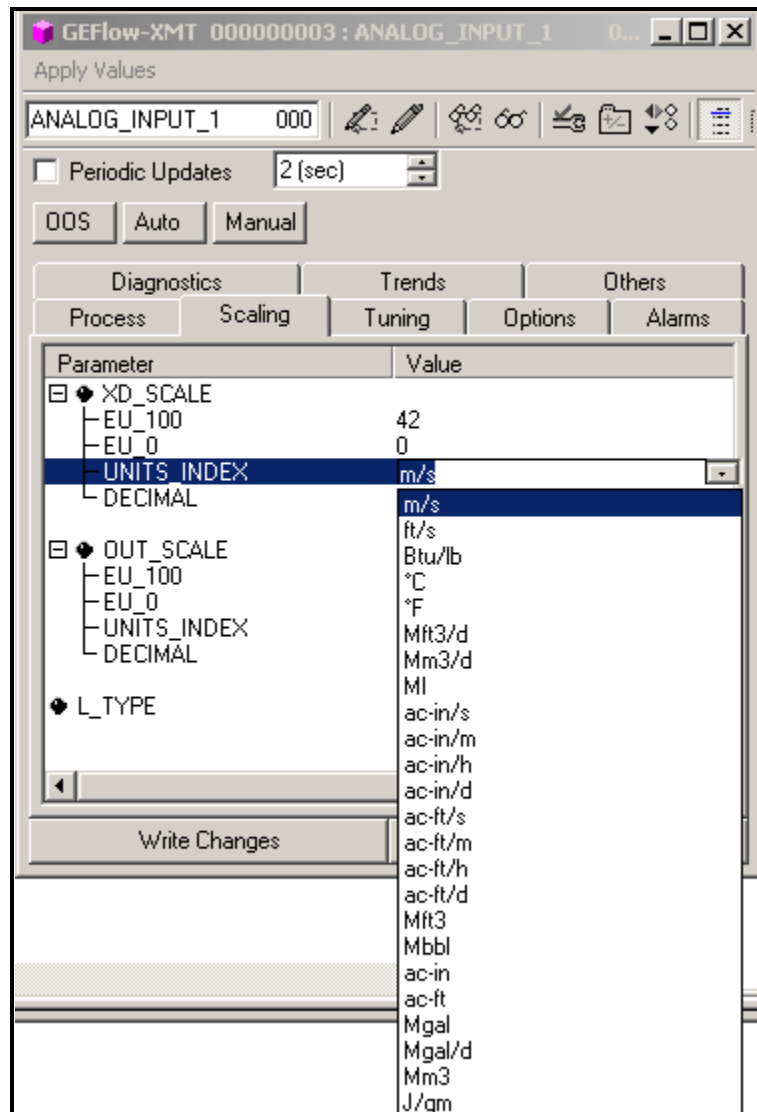 GEFlow-XMT 000000003 : ANALOG_INPUT_1 0...
Apply Values
ANALOG_INPUT_1 000
Periodic Updates 2 (sec)
OOS Auto Manual
Diagnostics Trends Others
Process Scaling Tuning Options Alarms
Parameter Value
XD_SCALE
EU_100 42
EU_0 0
UNITS_INDEX m/s
DECIMAL
m/s
ft/s
Btu/lb
°C
°F
Mft3/d
Mm3/d
Ml
ac-in/s
ac-in/m
ac-in/h
ac-in/d
ac-ft/s
ac-ft/m
ac-ft/h
ac-ft/d
Mft3
Mbbl
ac-in
ac-ft
Mgal
Mgal/d
Mm3
J/gm
OUT_SCALE
EU_100
EU_0
UNITS_INDEX
DECIMAL
L_TYPE
Write Changes